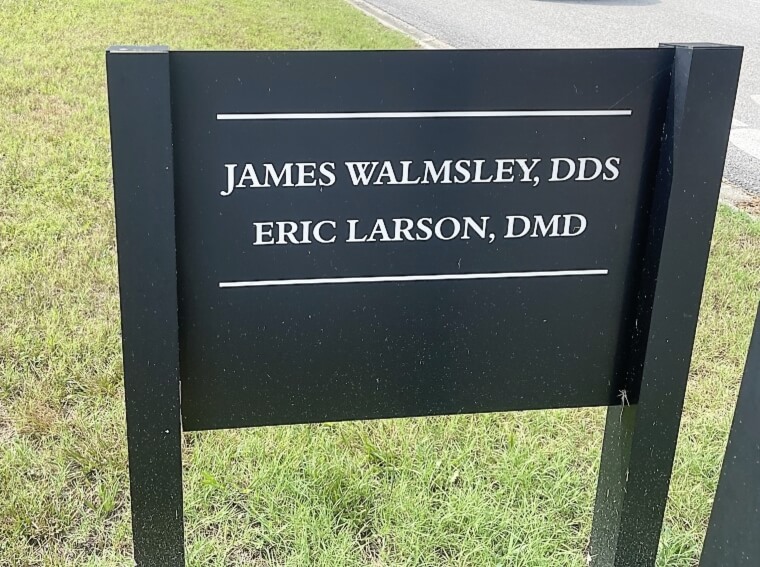 JAMES WALMSLEY, DDS
ERIC LARSON, DMD